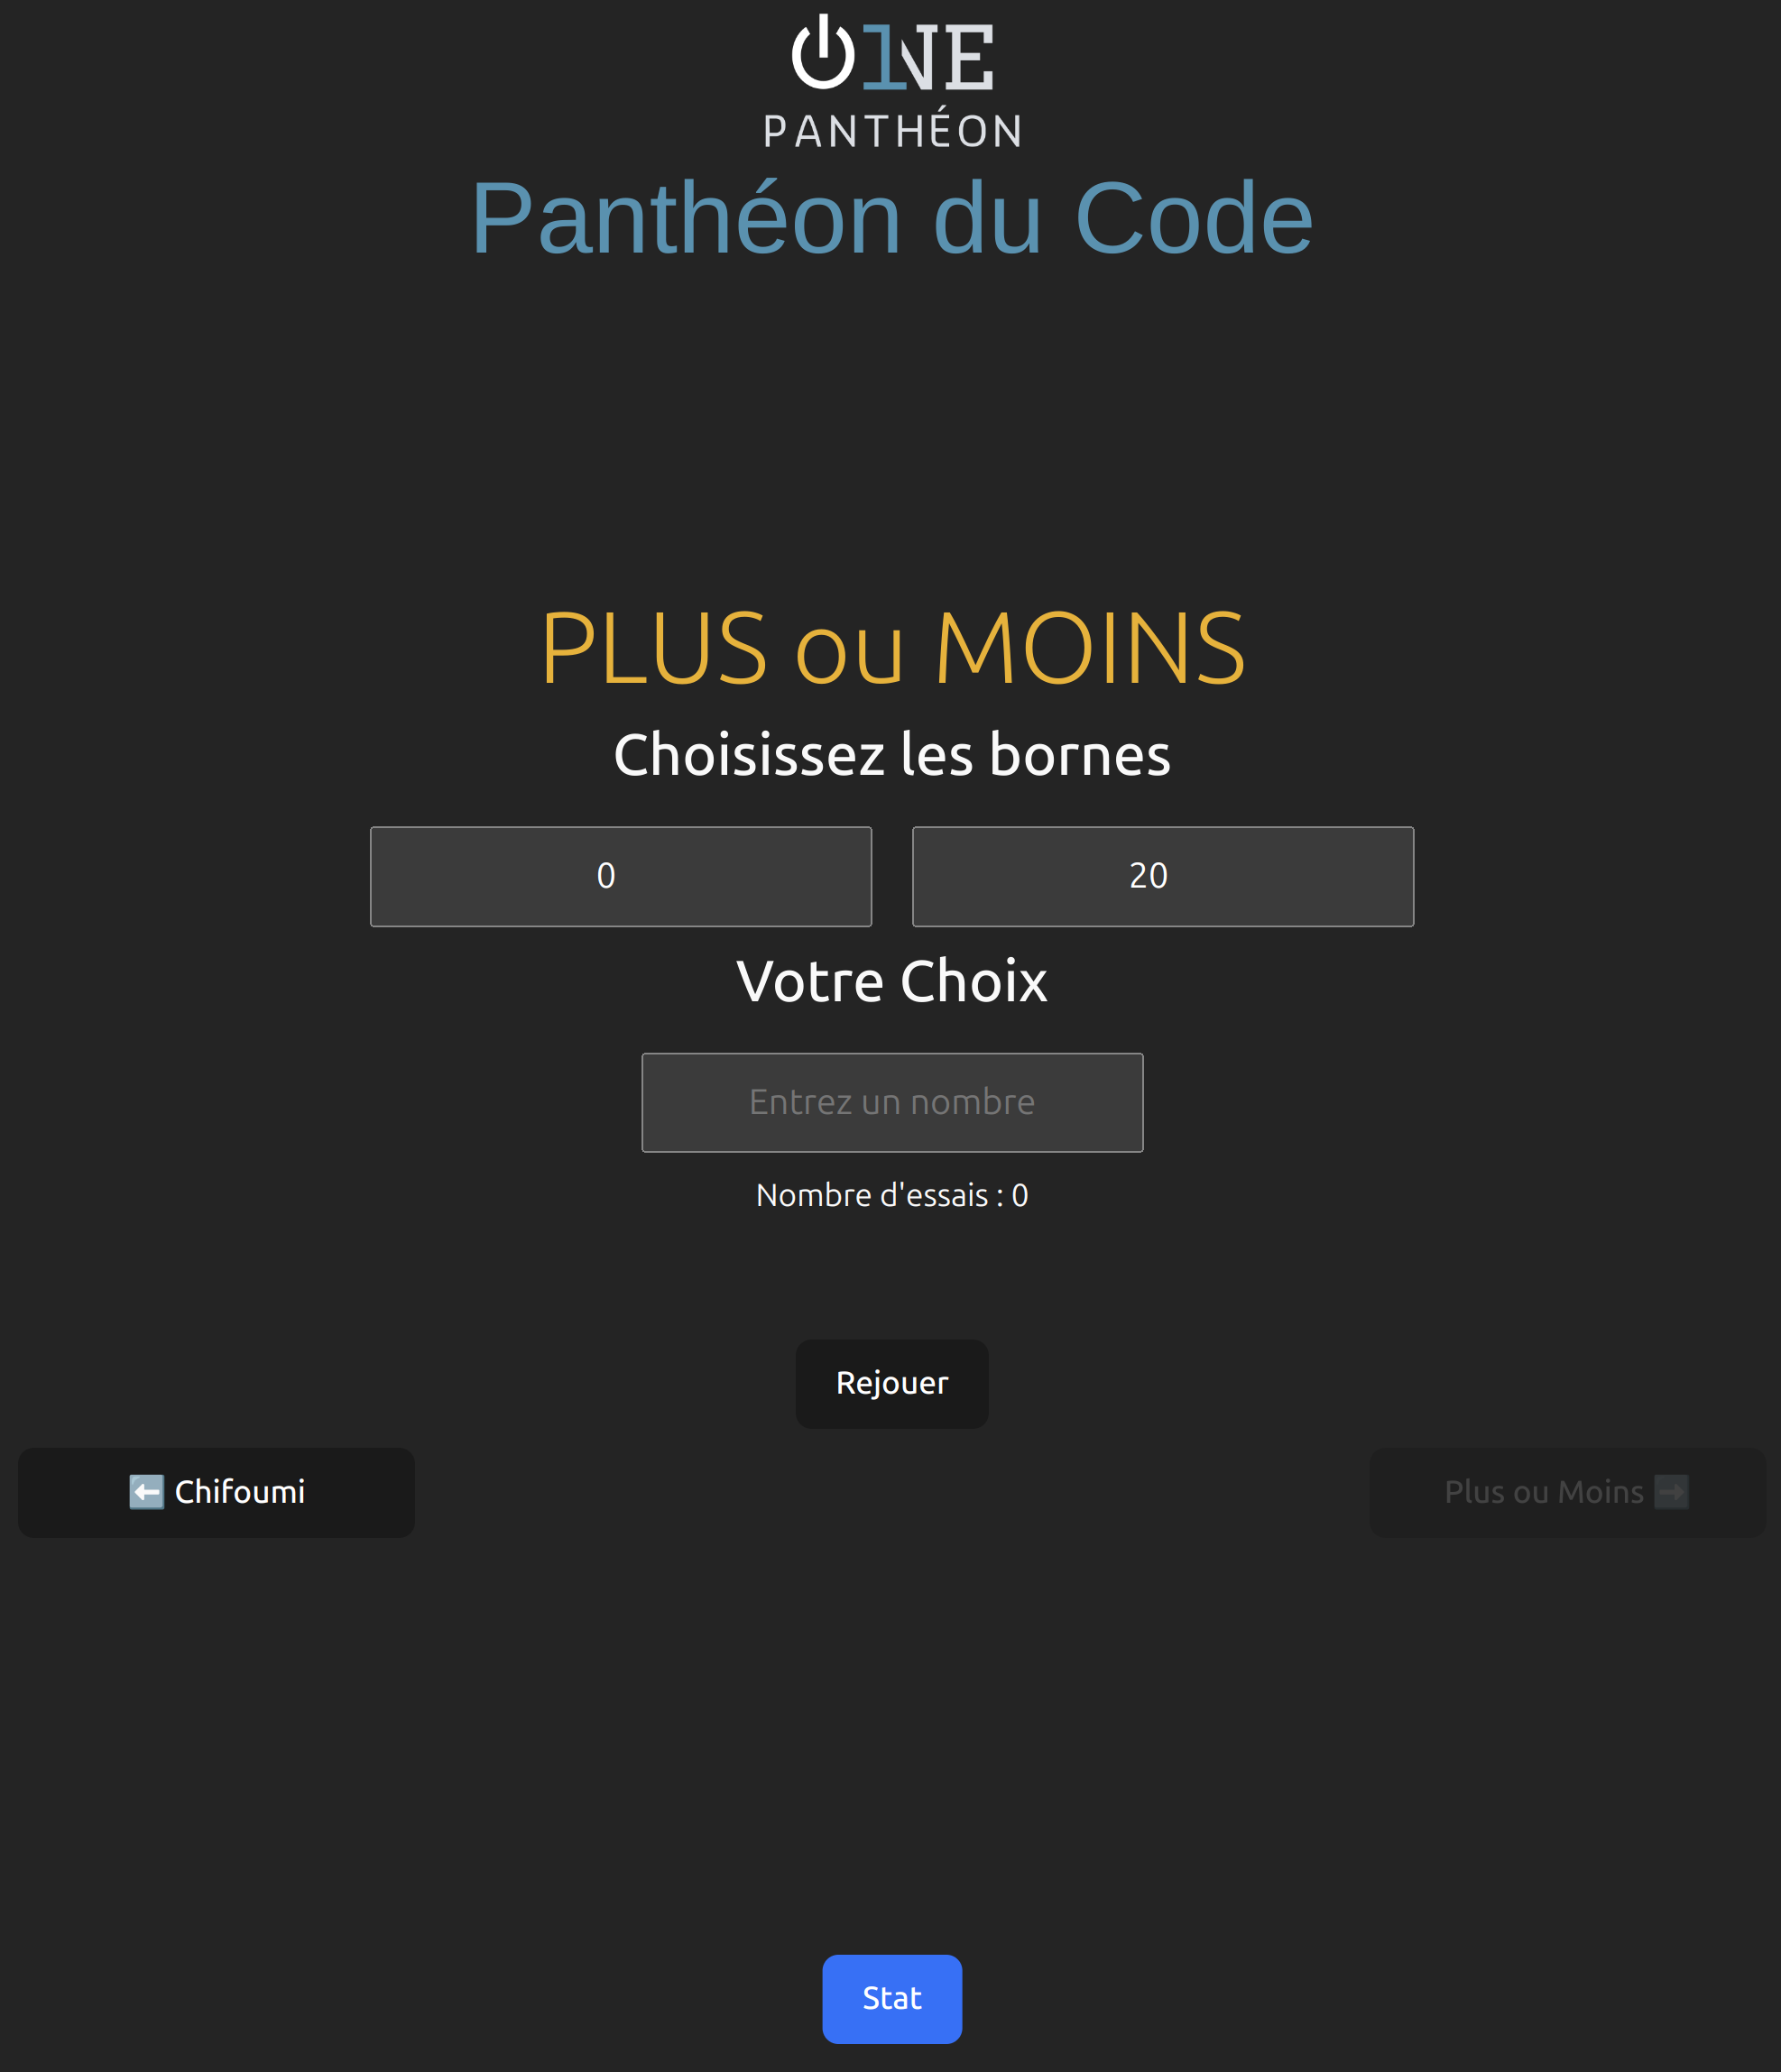 ONE
PANTHÉON
Panthéon du Code
PLUS ou MOINS
Choisissez les bornes
0 20
Votre Choix
Entrez un nombre
Nombre d'essais : 0
Rejouer
⬅️ Chifoumi
Plus ou Moins ➡️
Stat